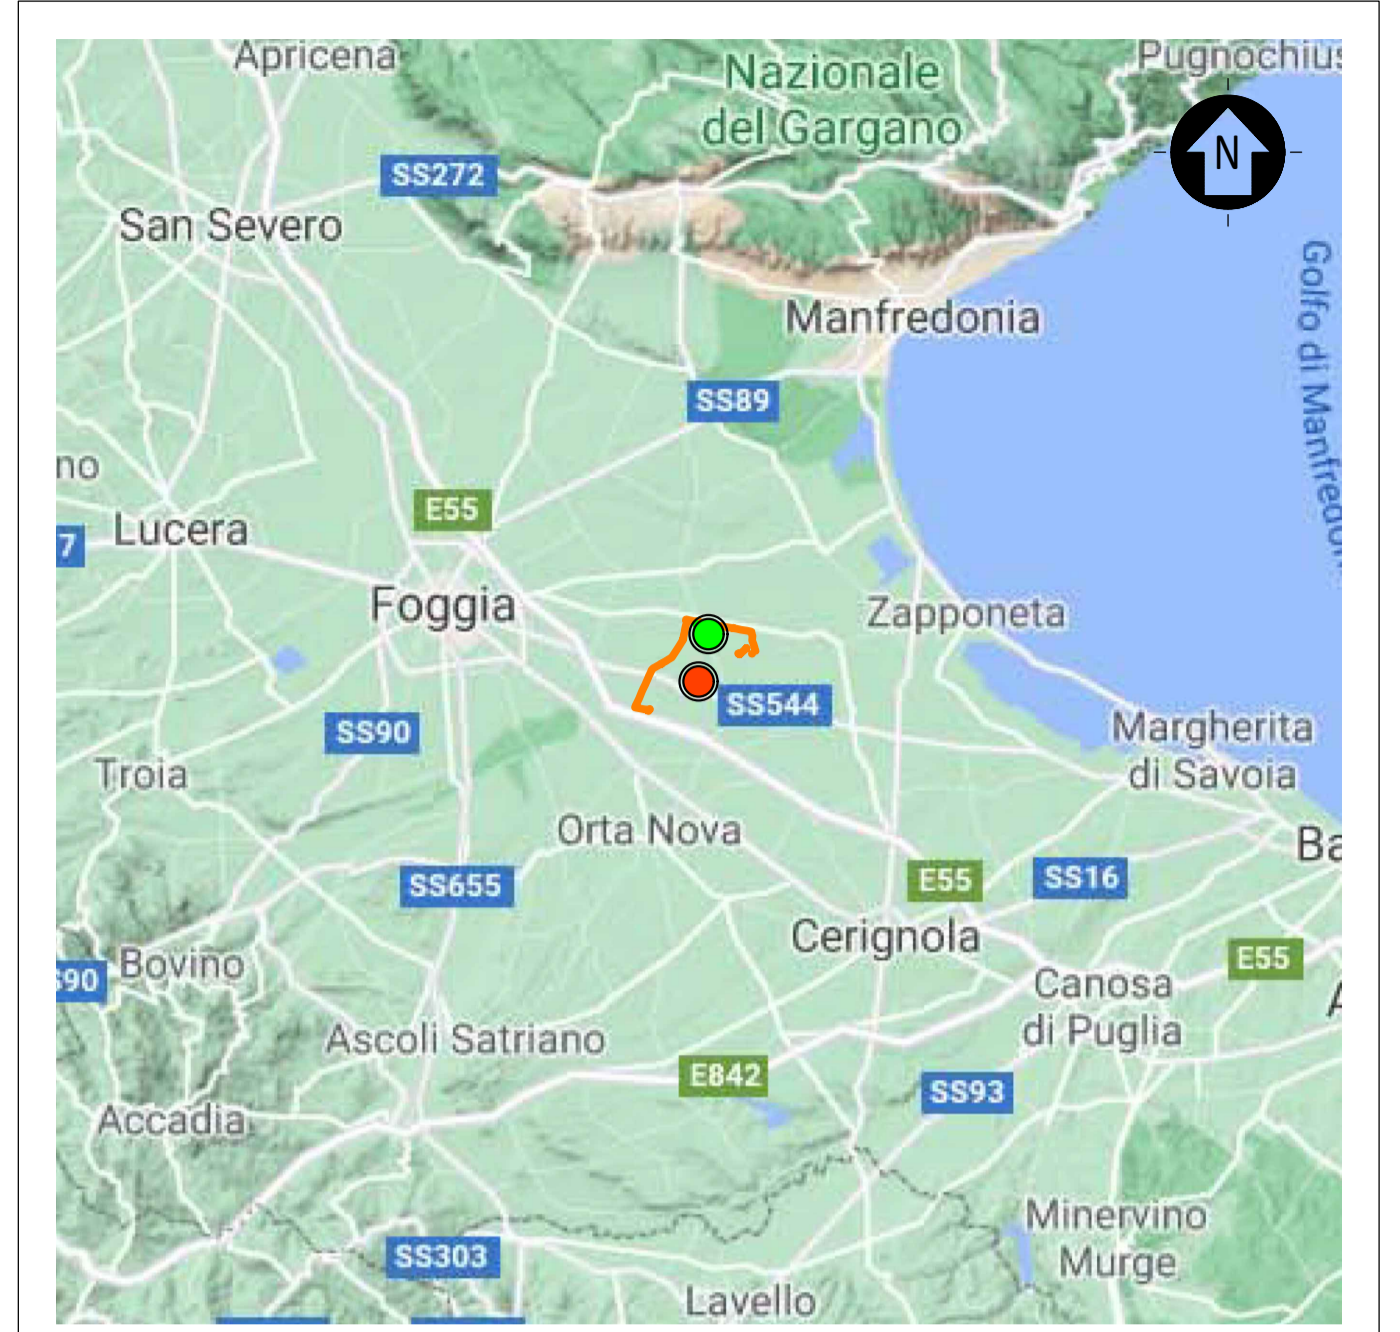 Apricena
Nazionale
del Gargano
Pugnochius
N
SS272
San Severo
Golfo di Manfredon
Manfredonia
SS89
no
E55
7
Lucera
Foggia
Zapponeta
SS544
SS90
Margherita
di Savoia
Troia
Orta Nova
Ba
SS655
E55
SS16
Cerignola
E55
S90
Bovino
Canosa
di Puglia
A
Ascoli Satriano
E842
SS93
Accadia
Minervino
Murge
SS303
Lavello